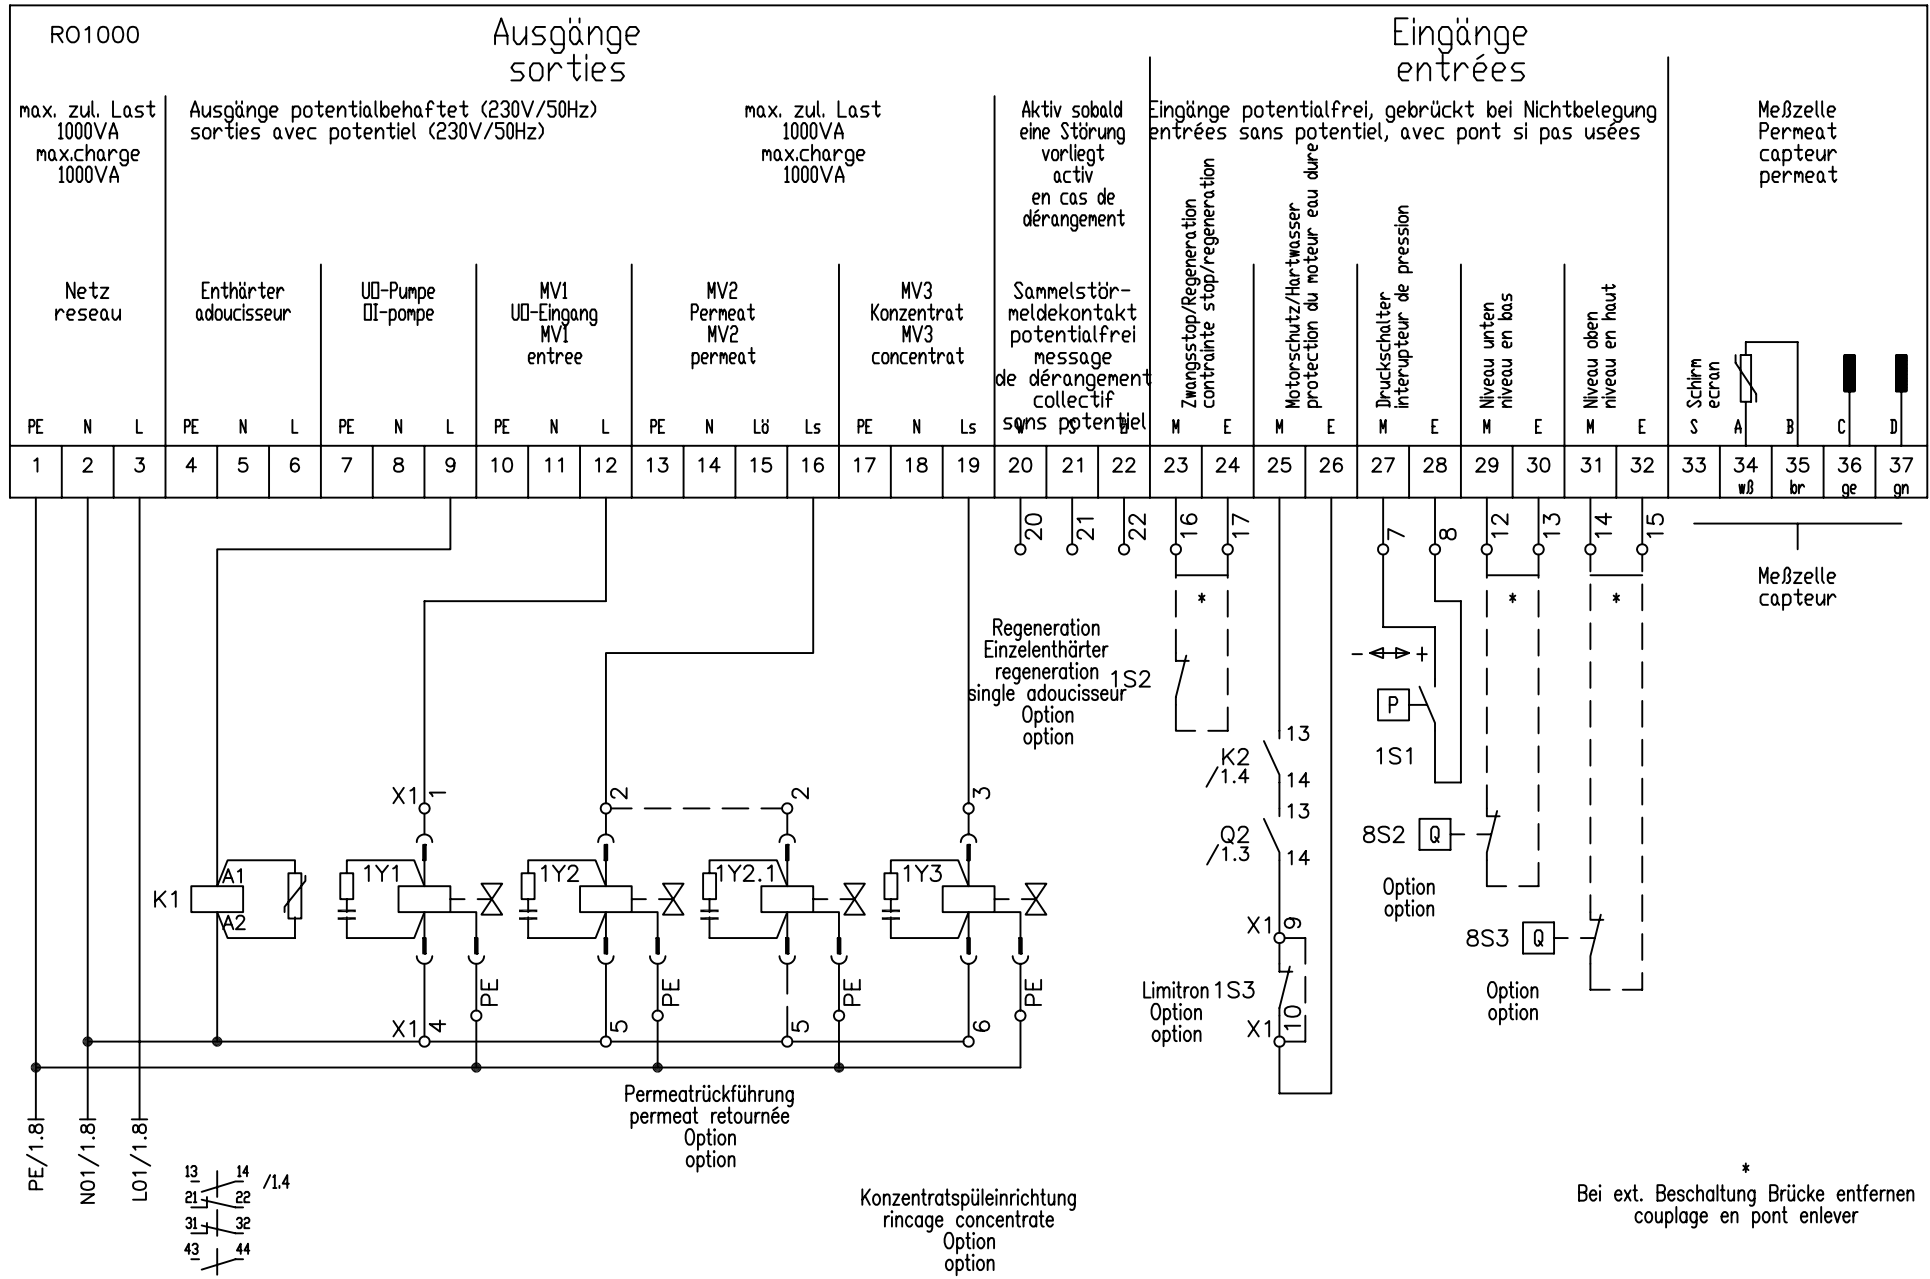 RO1000
Ausgänge
sorties
Eingänge
entrées
max. zul. Last
1000VA
max.charge
1000VA
Ausgänge potentialbehaftet (230V/50Hz)
sorties avec potentiel (230V/50Hz)
max. zul. Last
1000VA
max.charge
1000VA
Aktiv sobald
eine Störung
vorliegt
activ
en cas de
dérangement
Eingänge potentialfrei, gebrückt bei Nichtbelegung
entrées sans potentiel, avec pont si pas usées
Meßzelle
Permeat
capteur
permeat
Netz
reseau
Enthärter
adoucisseur
U□-Pumpe
□I-pompe
MV1
U□-Eingang
MV1
entree
MV2
Permeat
MV2
permeat
MV3
Konzentrat
MV3
concentrat
Sammelstör-
meldekontakt
potentialfrei
message
de dérangement
collectif
sans potentiel
Zwangsstop/Regeneration
contrainte stop/regeneration
Motorschutz/Hartwasser
protection du moteur eau dure
Druckschalter
interupteur de pression
Niveau unten
niveau en bas
Niveau oben
niveau en haut
Schirm
ecran
PE N L PE N L PE N L PE N L PE N Lö Ls PE N Ls W S M E M E M E M E M E S A B C D
1 2 3 4 5 6 7 8 9 10 11 12 13 14 15 16 17 18 19 20 21 22 23 24 25 26 27 28 29 30 31 32 33 34 35 36 37
wß br ge gn
20 21 22 16 17 7 8 12 13 14 15
Meßzelle
capteur
* * *
Regeneration
Einzelenthärter
regeneration
single adoucisseur
Option
option
1S2
- +
P
1S1
K2
/1.4
13
14
Q2
/1.3
13
14
X1 1 2 2 3
8S2 Q
Option
option
K1 A1
A2
1Y1 1Y2 1Y2.1 1Y3
8S3 Q
Option
option
X1 9
Limitron 1S3
Option
option
X1 10
PE PE PE PE
X1 4 5 5 6
Permeatrückführung
permeat retournée
Option
option
PE/1.8
N01/1.8
L01/1.8
13 14 /1.4
21 22
31 32
43 44
Konzentratspüleinrichtung
rincage concentrate
Option
option
*
Bei ext. Beschaltung Brücke entfernen
couplage en pont enlever